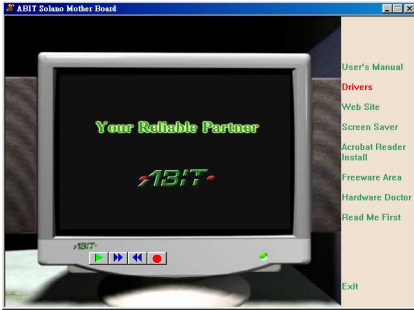 ABIT Solano Mother Board
Your Reliable Partner
ABIT
ABIT
User's Manual
Drivers
Web Site
Screen Saver
Acrobat Reader
Install
Freeware Area
Hardware Doctor
Read Me First
Exit